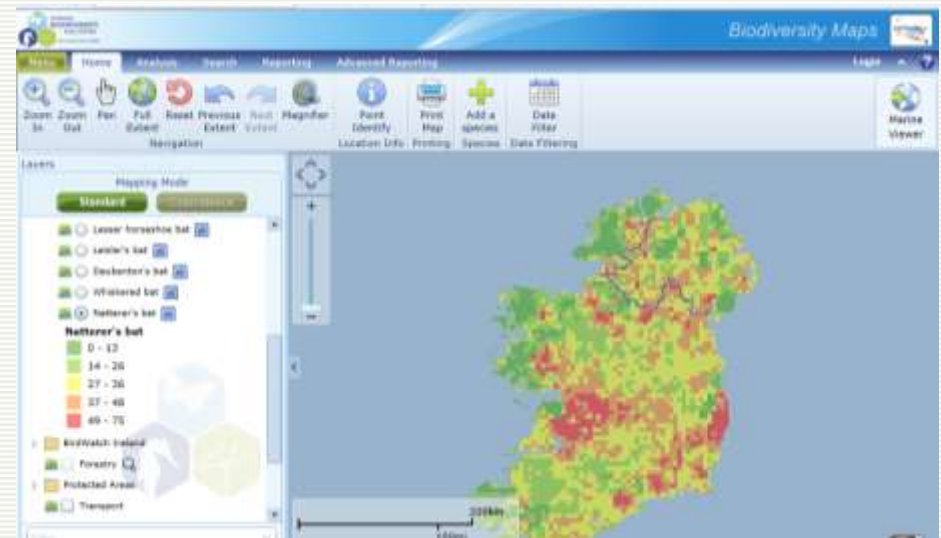 Biodiversity Maps
Menu Home Analysis Search Reporting Advanced Reporting Login
Zoom In Zoom Out Pan Full Extent Reset Previous Extent Next Extent Magnifier Point Identify Print Map Add a species Data Filter Marine Viewer
Navigation Location Info Printing Species Data Filtering
Layers
Mapping Mode
Standard
Lesser horseshoe bat
Leisler's bat
Daubenton's bat
Whiskered bat
Natterer's bat
Natterer's bat
0 - 13
14 - 26
27 - 36
37 - 48
49 - 75
BirdWatch Ireland
Forestry
Protected Areas
Transport
100km